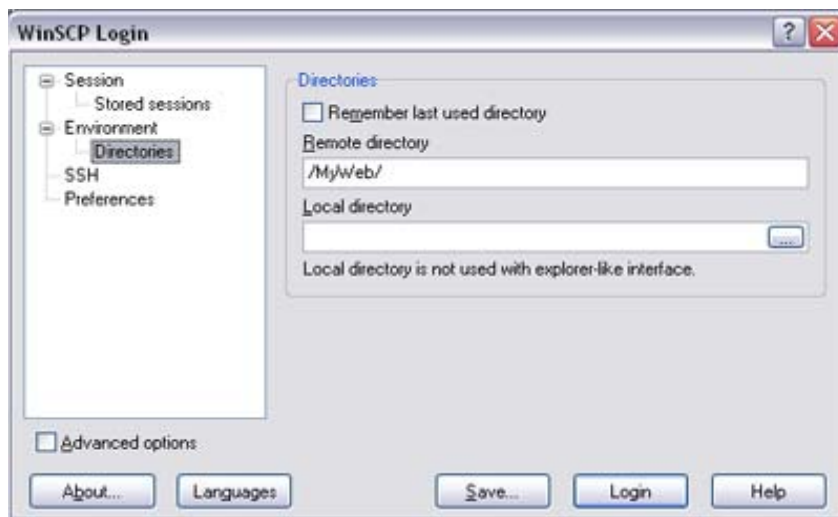 WinSCP Login
Session
Stored sessions
Environment
Directories
SSH
Preferences
Directories
Remember last used directory
Remote directory
/MyWeb/
Local directory
...
Local directory is not used with explorer-like interface.
Advanced options
About...
Languages
Save...
Login
Help